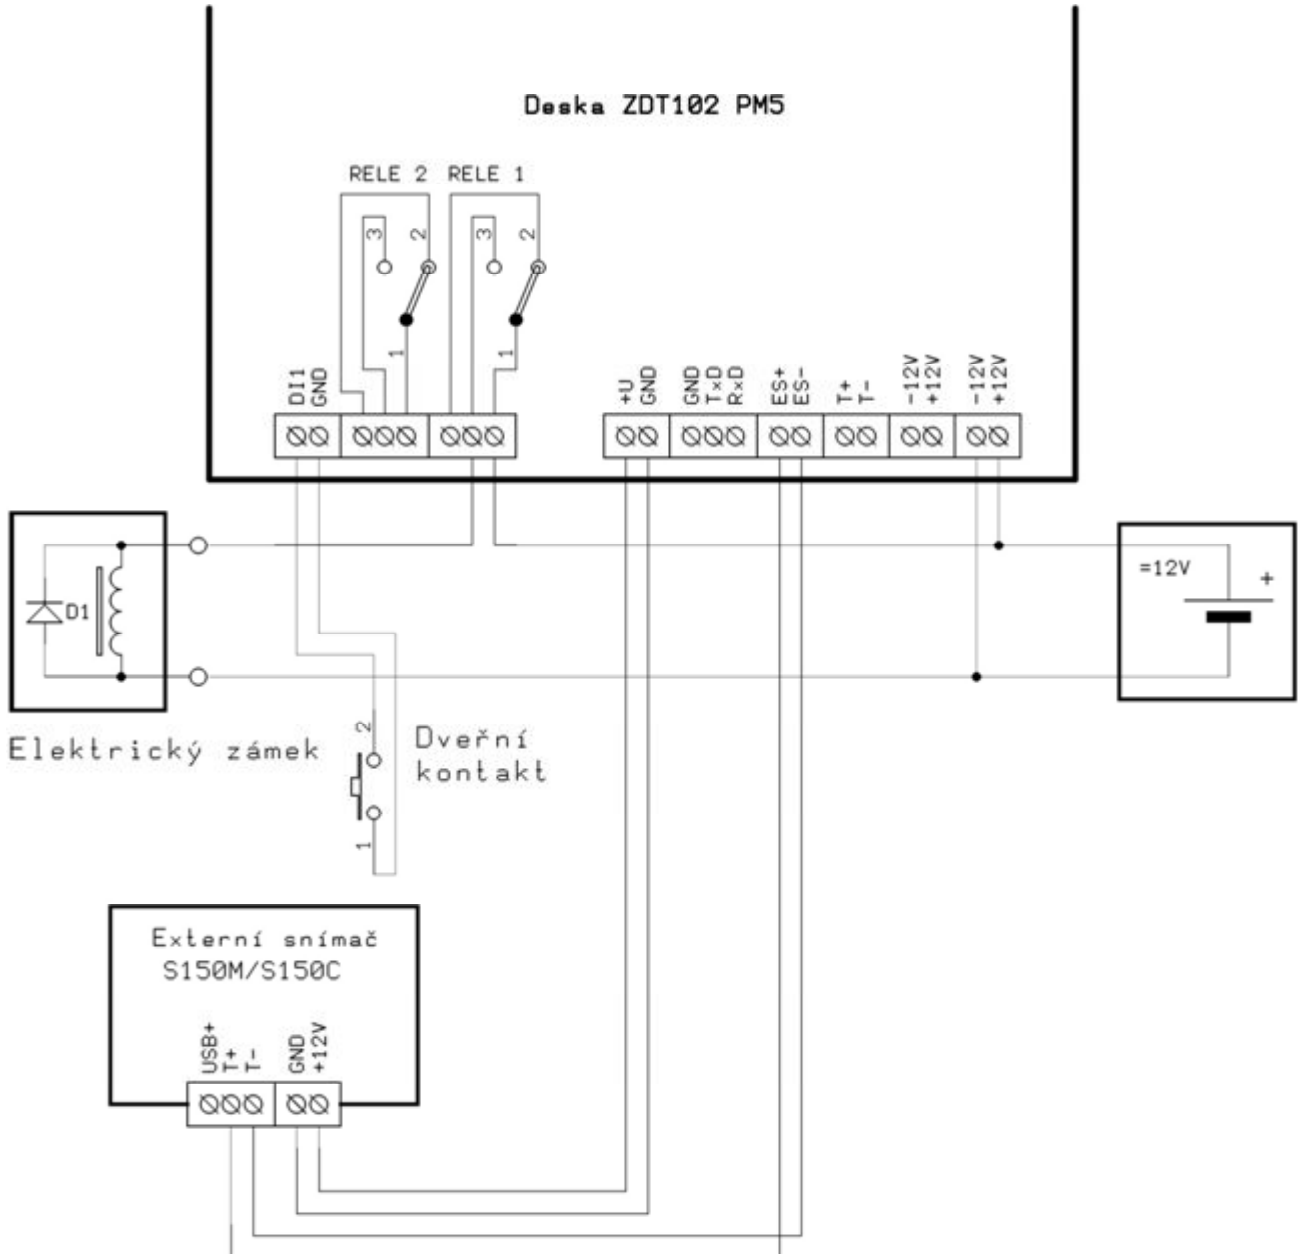 Deska ZDT102 PM5
RELE 2 RELE 1
3 2 3 2
1 1
DI1 GND
+U GND GND TxD RxD ES+ ES- T+ T- -12V +12V -12V +12V
=12V +
D1
Elektrický zámek
2
Dveřní
kontakt
1
Externí snímač
S150M/S150C
USB+ T+ T- GND +12V